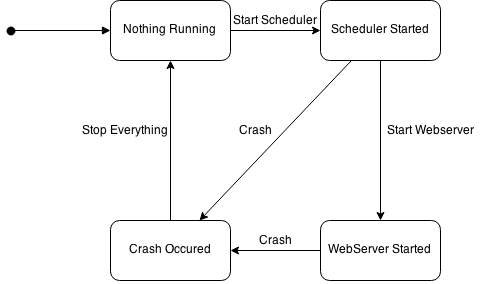 Nothing Running
Start Scheduler
Scheduler Started
Stop Everything
Crash
Start Webserver
Crash Occured
Crash
WebServer Started